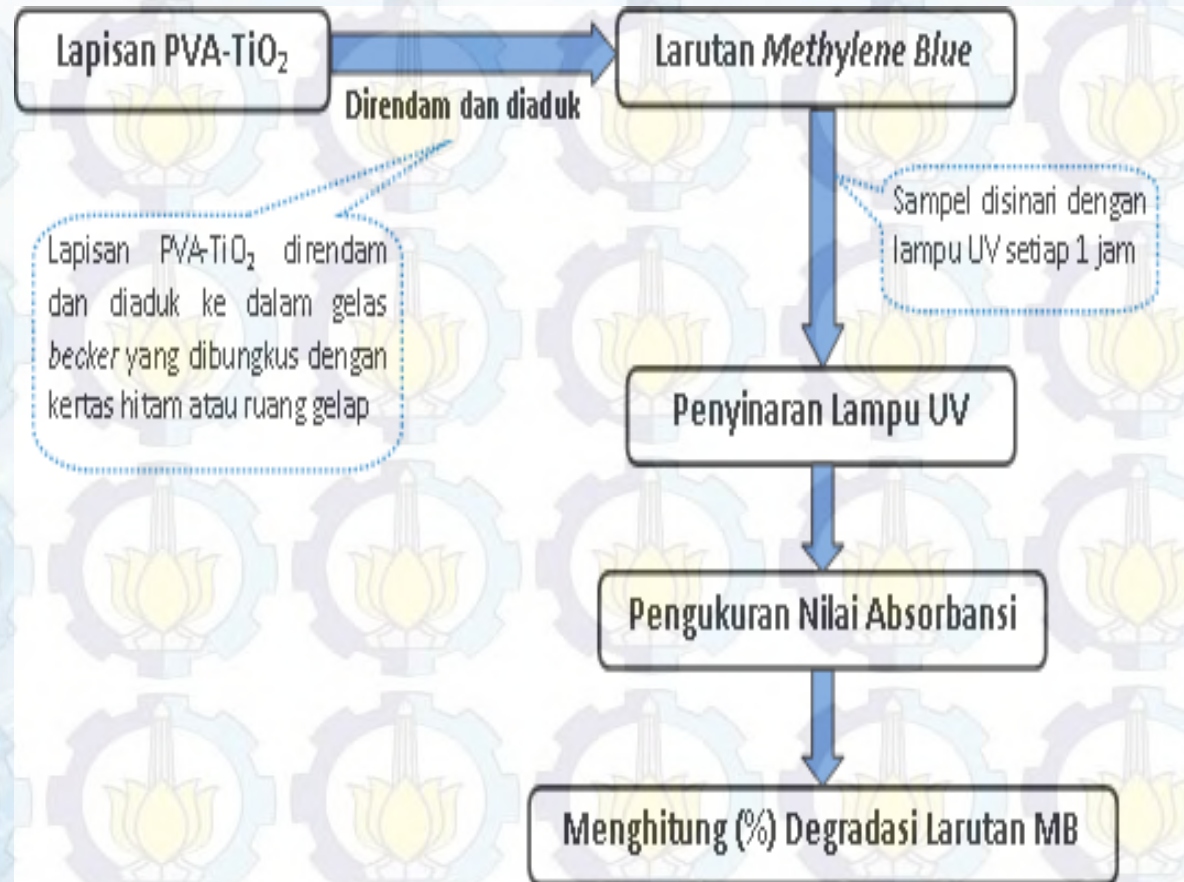 Lapisan PVA-TiO₂
Larutan Methylene Blue
Direndam dan diaduk
Lapisan PVA-TiO₂ direndam
dan diaduk ke dalam gelas
becker yang dibungkus dengan
kertas hitam atau ruang gelap
Sampel disinari dengan
lampu UV setiap 1 jam
Penyinaran Lampu UV
Pengukuran Nilai Absorbansi
Menghitung (%) Degradasi Larutan MB